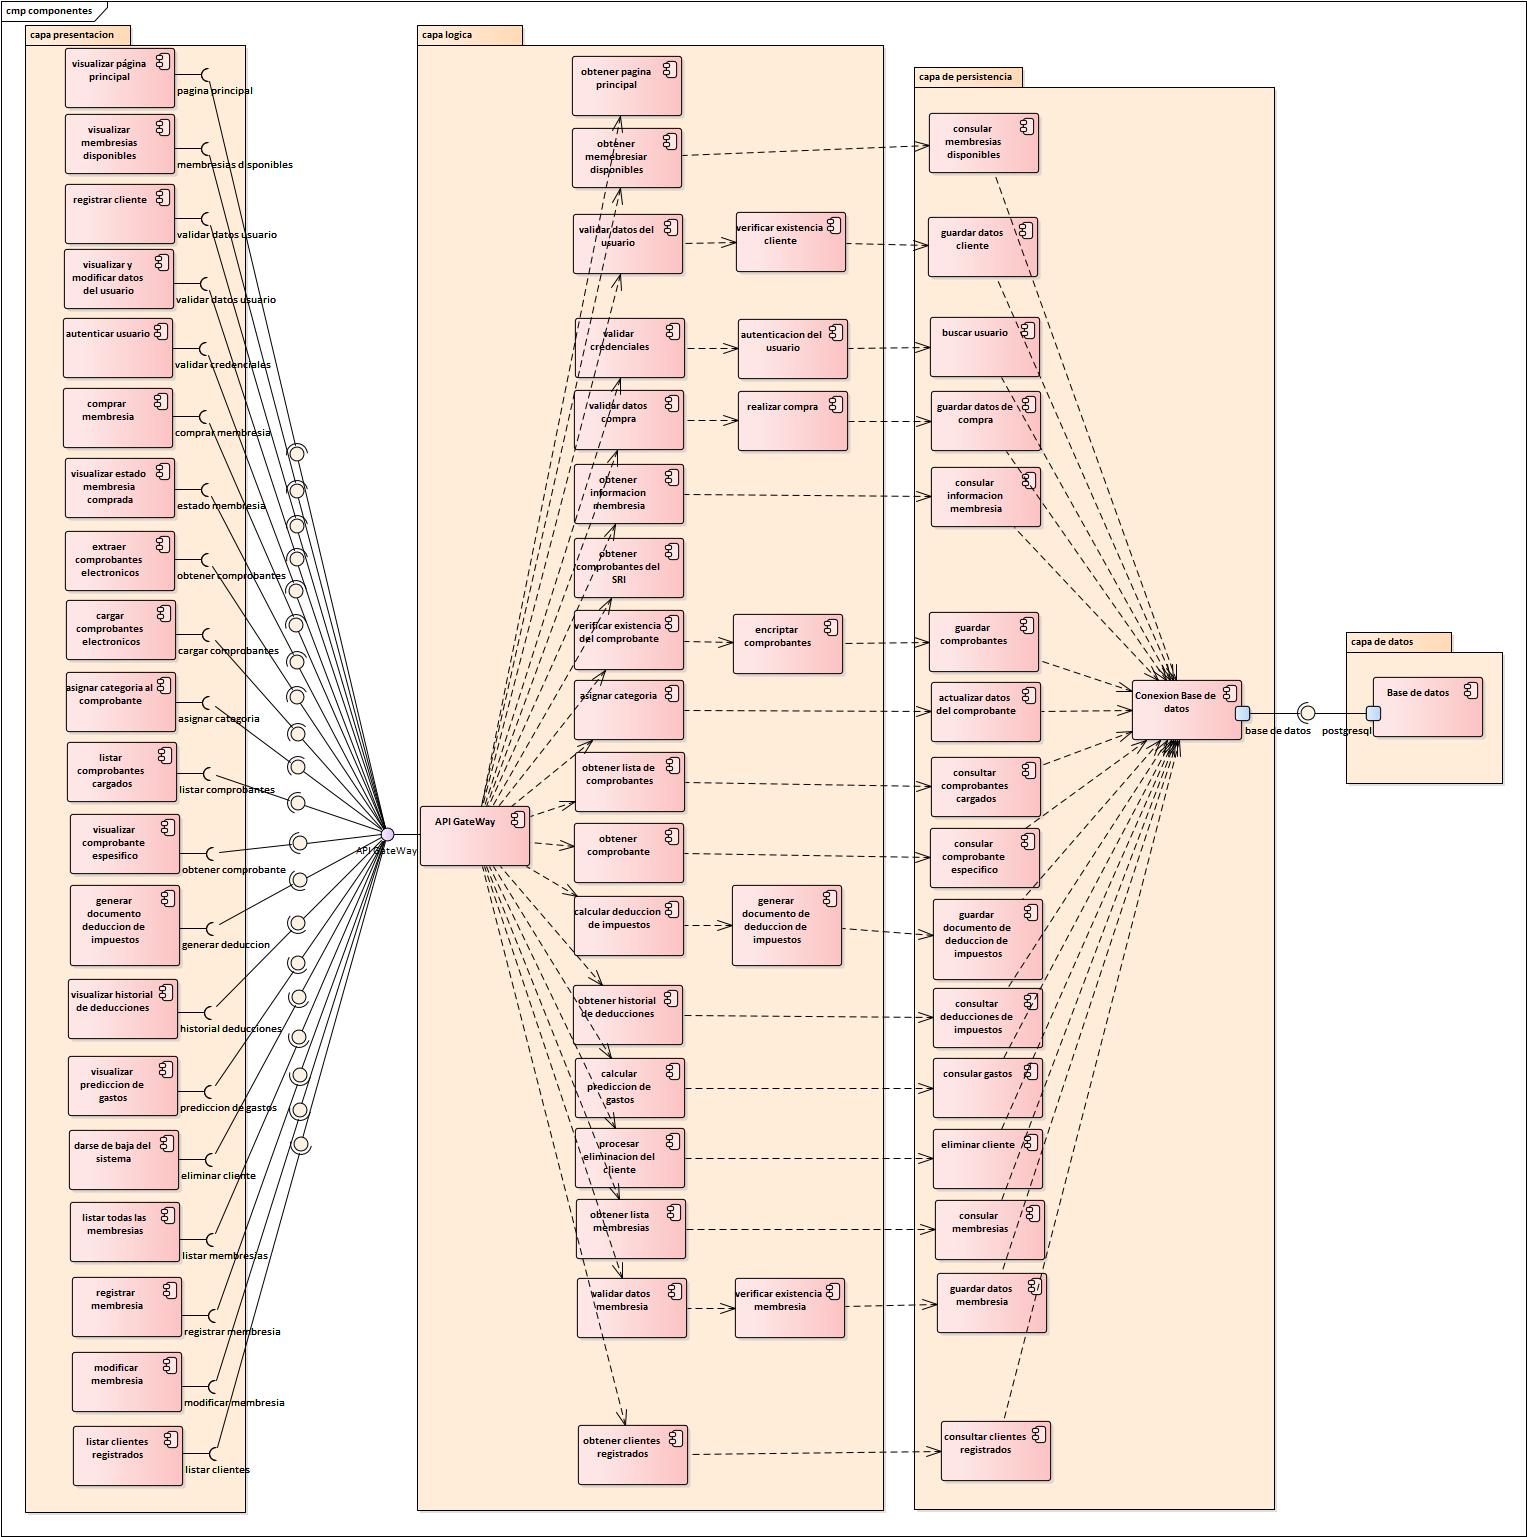 cmp componentes
capa presentacion
visualizar página
principal
pagina principal
visualizar
membresias
disponibles
membresias disponibles
registrar cliente
validar datos usuario
visualizar y
modificar datos
del usuario
validar datos usuario
autenticar usuario
validar credenciales
comprar
membresia
comprar membresia
visualizar estado
membresia
comprada
estado membresia
extraer
comprobantes
electronicos
obtener comprobantes
cargar
comprobantes
electronicos
cargar comprobantes
asignar categoria al
comprobante
asignar categoria
listar
comprobantes
cargados
listar comprobantes
visualizar
comprobante
espesifico
obtener comprobante
generar
documento
deduccion de
impuestos
generar deduccion
visualizar historial
de deducciones
historial deducciones
visualizar
prediccion de
gastos
prediccion de gastos
darse de baja del
sistema
eliminar cliente
listar todas las
membresias
listar membresias
registrar
membresia
registrar membresia
modificar
membresia
modificar membresia
listar clientes
registrados
listar clientes
API GateWay
capa logica
API GateWay
obtener pagina
principal
obtener
memebresiar
disponibles
validar datos del
usuario
verificar existencia
cliente
validar
credenciales
autenticacion del
usuario
validar datos
compra
realizar compra
obtener
informacion
membresia
obtener
comprobantes del
SRI
verificar existencia
del comprobante
encriptar
comprobantes
asignar categoria
obtener lista de
comprobantes
obtener
comprobante
calcular deduccion
de impuestos
generar
documento de
deduccion de
impuestos
obtener historial
de deducciones
calcular
prediccion de
gastos
procesar
eliminacion del
cliente
obtener lista
membresias
validar datos
membresia
verificar existencia
membresia
obtener clientes
registrados
capa de persistencia
consular
membresias
disponibles
guardar datos
cliente
buscar usuario
guardar datos de
compra
consular
informacion
membresia
guardar
comprobantes
actualizar datos
del comprobante
consultar
comprobantes
cargados
consular
comprobante
especifico
guardar
documento de
deduccion de
impuestos
consultar
deducciones de
impuestos
consular gastos
eliminar cliente
consular
membresias
guardar datos
membresia
consultar clientes
registrados
Conexion Base de
datos
base de datos
postgresql
capa de datos
Base de datos